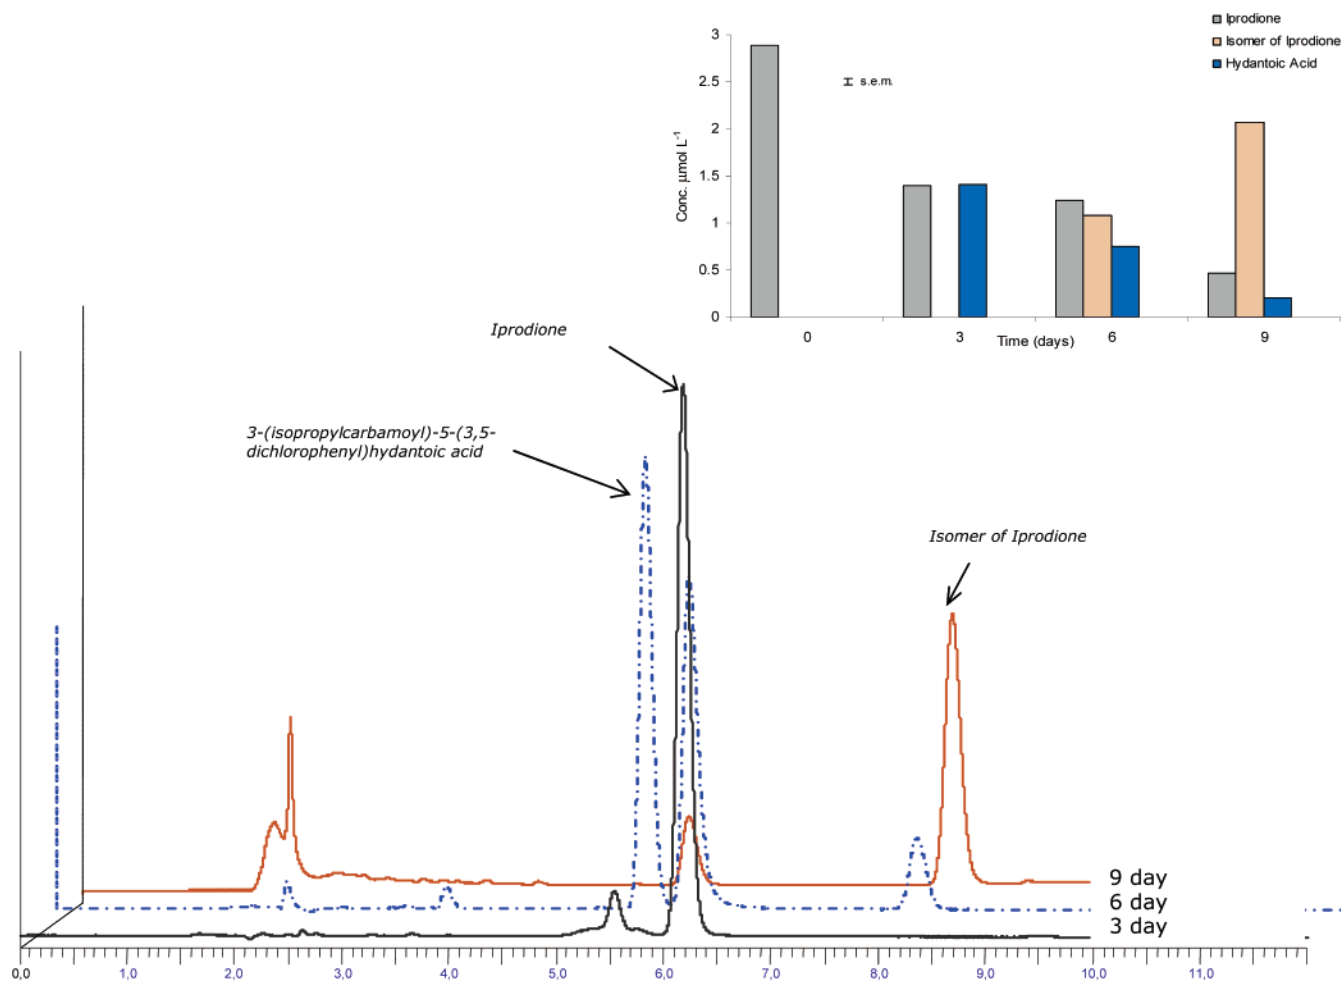 Iprodione
Isomer of Iprodione
Hydantoic Acid
3
2.5
2
1.5
1
0.5
0
Conc. µmol L⁻¹
s.e.m.
0
3
6
9
Time (days)
Iprodione
3-(isopropylcarbamoyl)-5-(3,5-
dichlorophenyl)hydantoic acid
Isomer of Iprodione
9 day
6 day
3 day
0,0
1,0
2,0
3,0
4,0
5,0
6,0
7,0
8,0
9,0
10,0
11,0